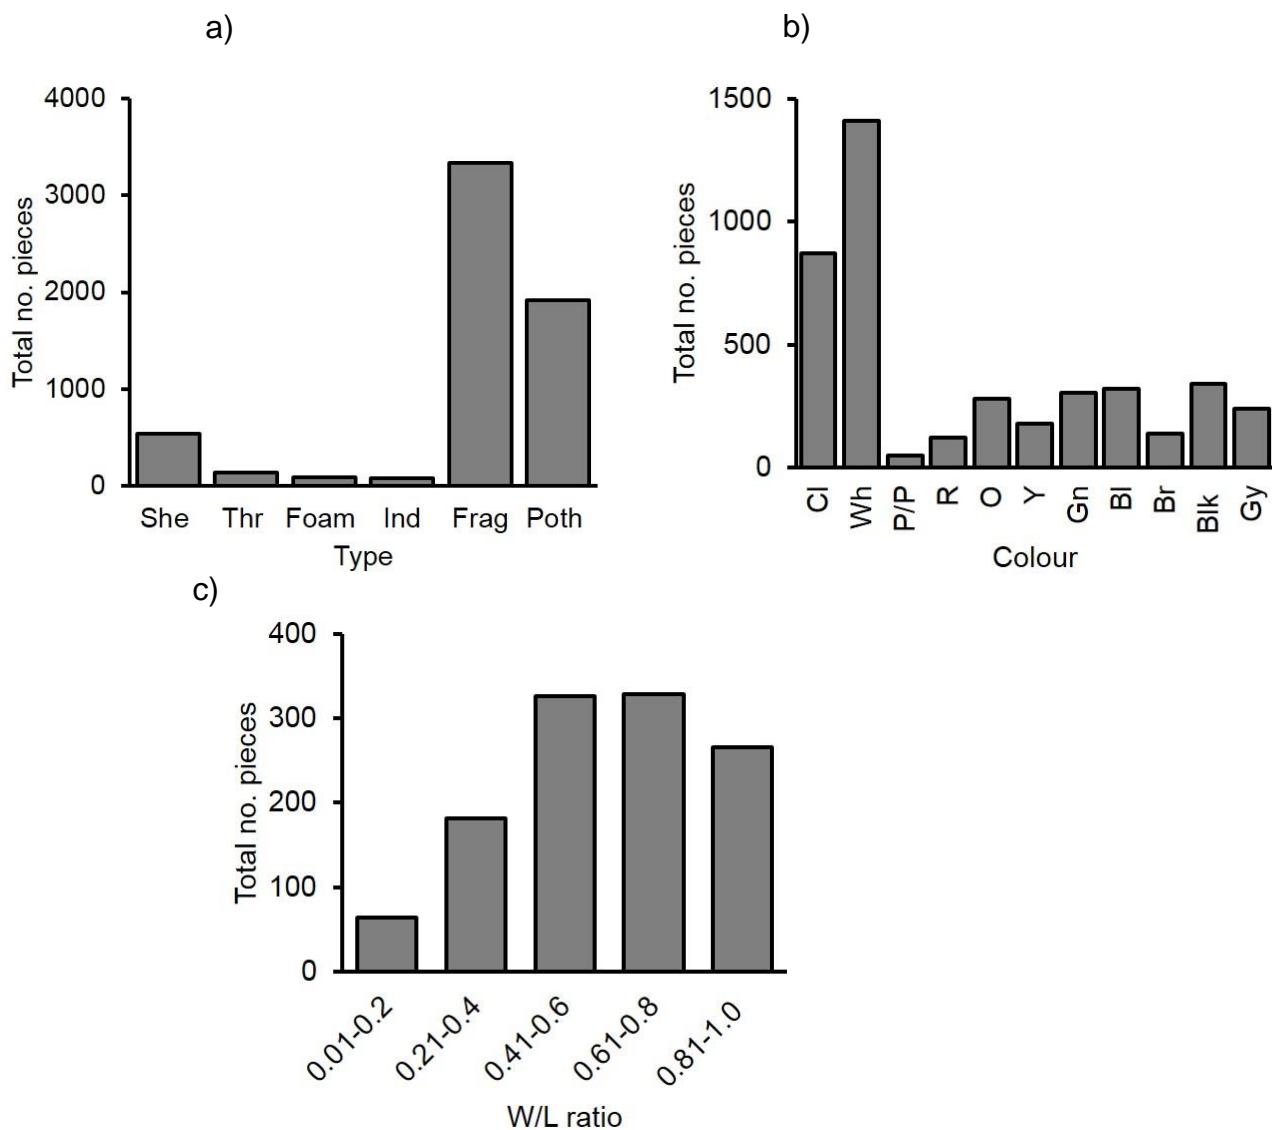 a)
4000
3000
2000
1000
0
Total no. pieces
She Thr Foam Ind Frag Poth
Type
b)
1500
1000
500
0
Total no. pieces
Cl Wh P/P R O Y Gn Bl Br Blk Gy
Colour
c)
400
300
200
100
0
Total no. pieces
0.01-0.2 0.21-0.4 0.41-0.6 0.61-0.8 0.81-1.0
W/L ratio